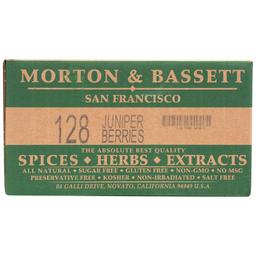 MORTON & BASSETT
SAN FRANCISCO
128 JUNIPER BERRIES
THE ABSOLUTE BEST QUALITY
SPICES • HERBS • EXTRACTS
ALL NATURAL • SUGAR FREE • GLUTEN FREE • NON-GMO • NO MSG
PRESERVATIVE FREE • KOSHER • NON-IRRADIATED • SALT FREE
84 GALLI DRIVE, NOVATO, CALIFORNIA 94949 U.S.A.